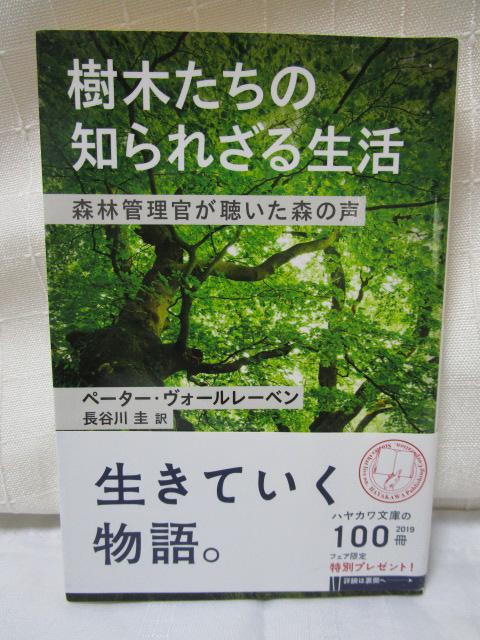 樹木たちの
知られざる生活
森林管理官が聴いた森の声
ペーター・ヴォールレーベン
長谷川 圭 訳
生きていく
物語。
HAYAKAWA Publishing Corporation.
ハヤカワ文庫の
100冊
2019
フェア限定
特別プレゼント!
詳細は裏側へ